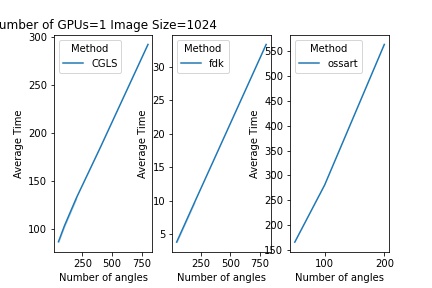 umber of GPUs=1 Image Size=1024
Method
CGLS
Average Time
300
250
200
150
100
250
500
750
Number of angles
Method
fdk
Average Time
30
25
20
15
10
5
250
500
750
Number of angles
Method
ossart
Average Time
550
500
450
400
350
300
250
200
150
100
200
Number of angles